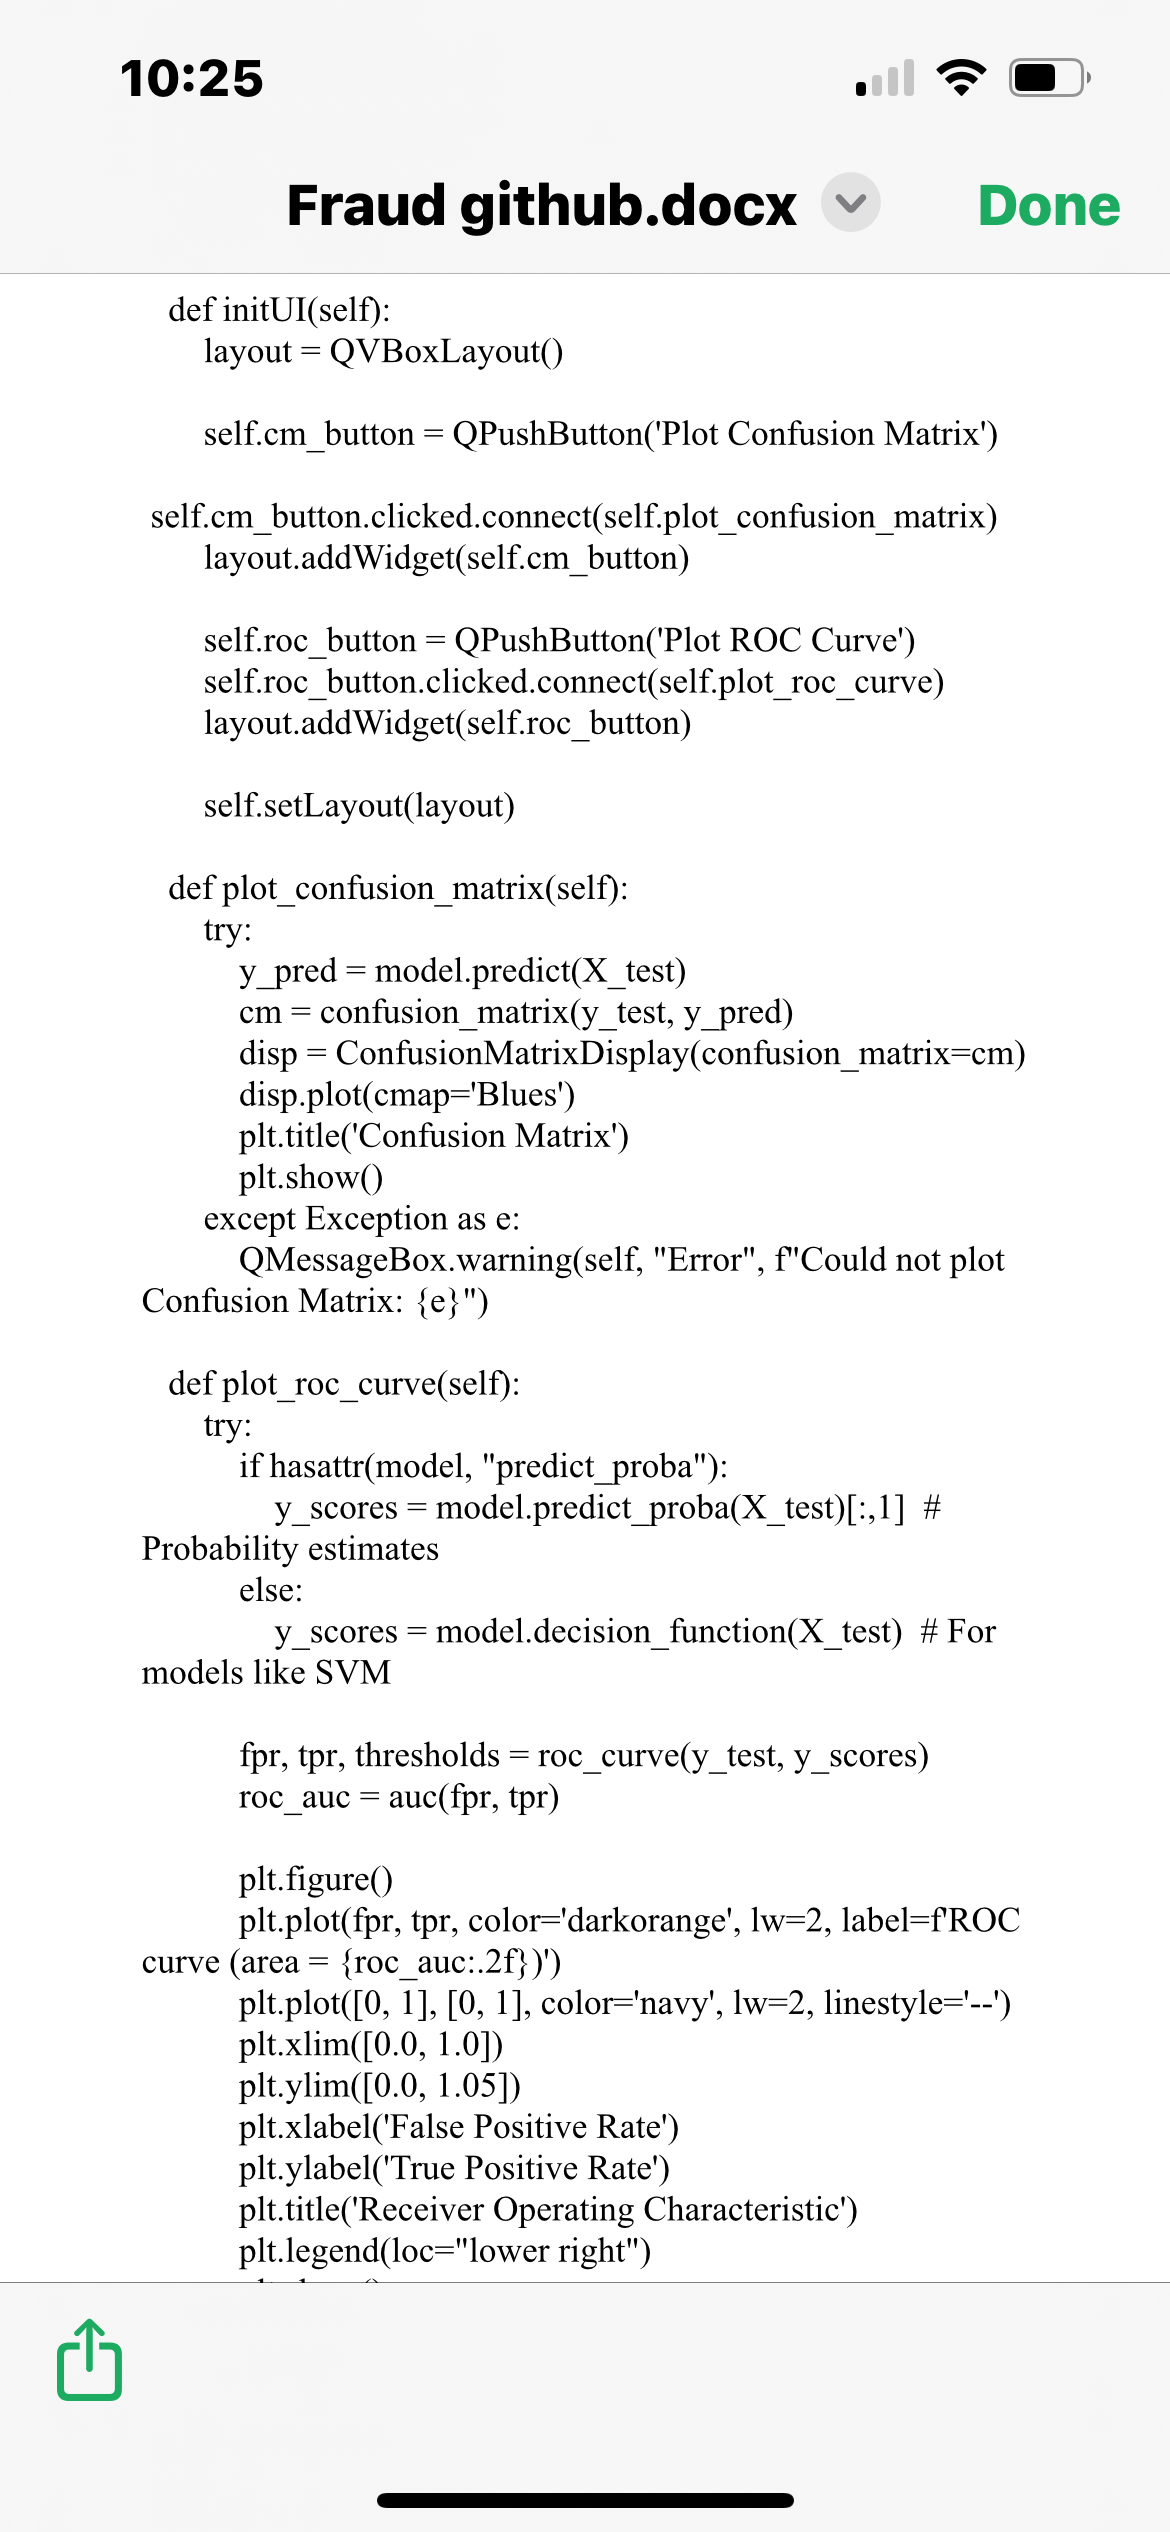 10:25
Fraud github.docx
Done
def initUI(self):
layout = QVBoxLayout()
self.cm_button = QPushButton('Plot Confusion Matrix')
self.cm_button.clicked.connect(self.plot_confusion_matrix)
layout.addWidget(self.cm_button)
self.roc_button = QPushButton('Plot ROC Curve')
self.roc_button.clicked.connect(self.plot_roc_curve)
layout.addWidget(self.roc_button)
self.setLayout(layout)
def plot_confusion_matrix(self):
try:
y_pred = model.predict(X_test)
cm = confusion_matrix(y_test, y_pred)
disp = ConfusionMatrixDisplay(confusion_matrix=cm)
disp.plot(cmap='Blues')
plt.title('Confusion Matrix')
plt.show()
except Exception as e:
QMessageBox.warning(self, "Error", f"Could not plot
Confusion Matrix: {e}")
def plot_roc_curve(self):
try:
if hasattr(model, "predict_proba"):
y_scores = model.predict_proba(X_test)[:,1]  #
Probability estimates
else:
y_scores = model.decision_function(X_test)  # For
models like SVM
fpr, tpr, thresholds = roc_curve(y_test, y_scores)
roc_auc = auc(fpr, tpr)
plt.figure()
plt.plot(fpr, tpr, color='darkorange', lw=2, label=f'ROC
curve (area = {roc_auc:.2f})')
plt.plot([0, 1], [0, 1], color='navy', lw=2, linestyle='--')
plt.xlim([0.0, 1.0])
plt.ylim([0.0, 1.05])
plt.xlabel('False Positive Rate')
plt.ylabel('True Positive Rate')
plt.title('Receiver Operating Characteristic')
plt.legend(loc="lower right")